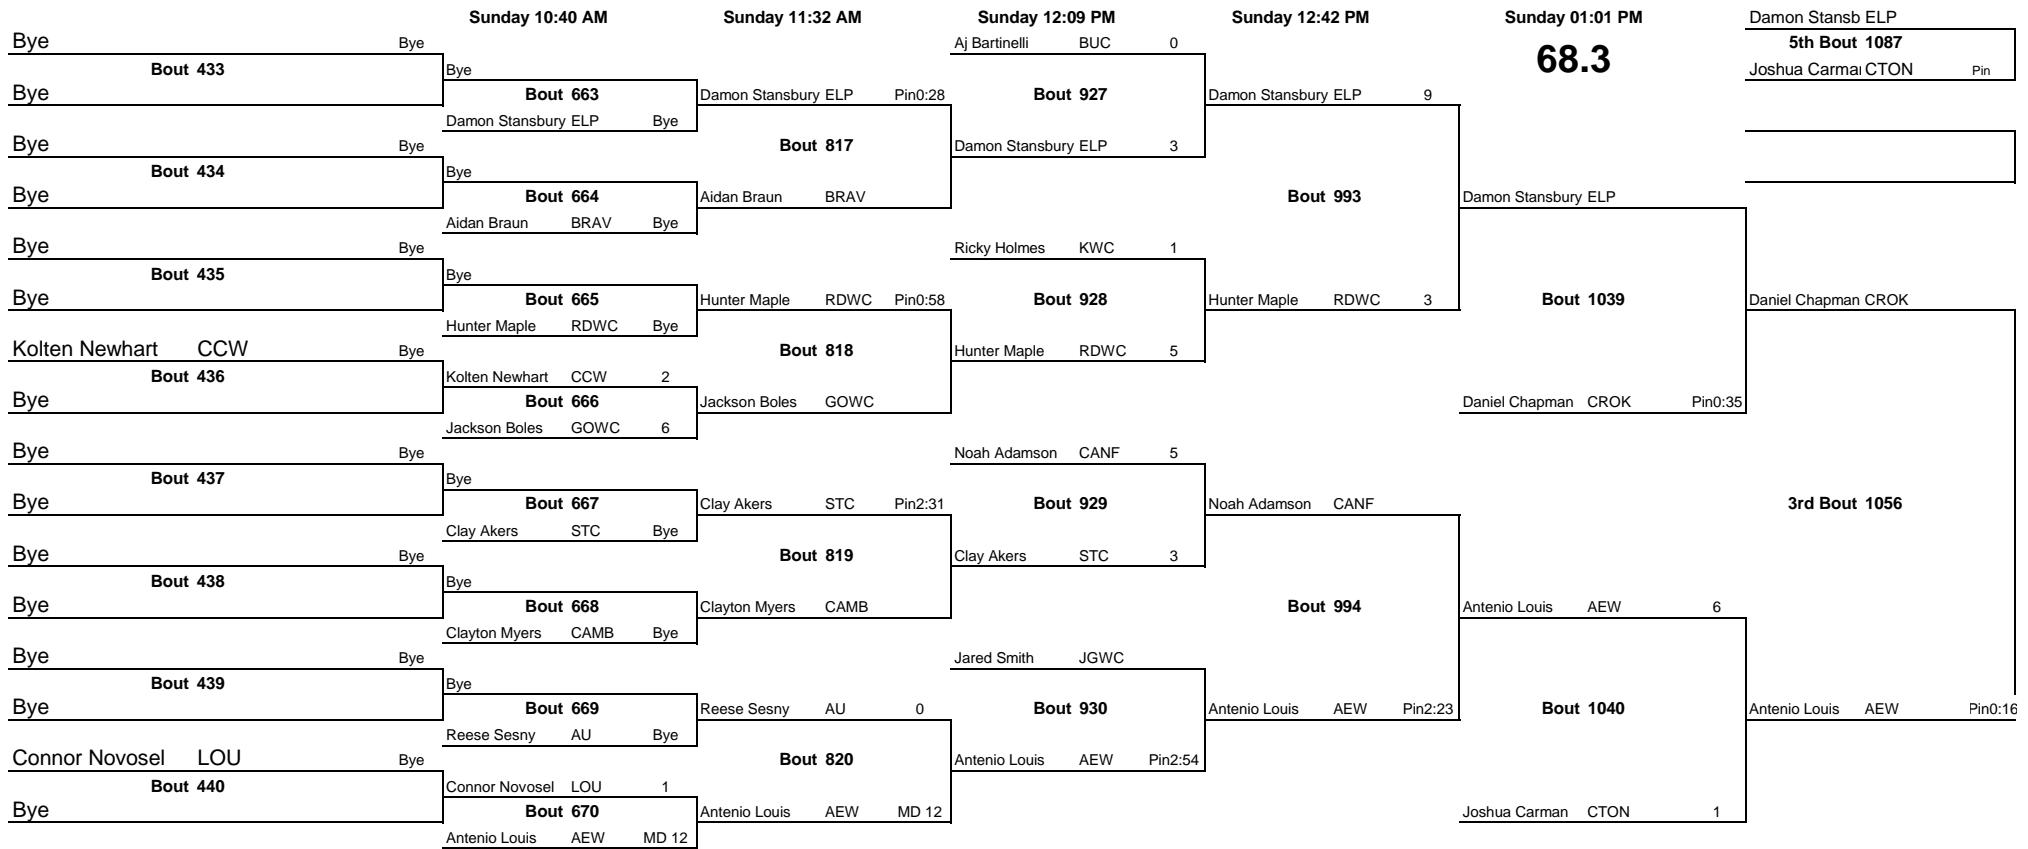 Sunday 10:40 AM Sunday 11:32 AM Sunday 12:09 PM Sunday 12:42 PM Sunday 01:01 PM Damon Stansb ELP
Bye Bye Aj Bartinelli BUC 0 68.3 5th Bout 1087
Bout 433 Bye Joshua Carma CTON Pin
Bye Bout 663 Damon Stansbury ELP Pin0:28 Bout 927 Damon Stansbury ELP 9
Damon Stansbury ELP Bye
Bye Bye Bout 817 Damon Stansbury ELP 3
Bout 434 Bye
Bye Bout 664 Aidan Braun BRAV Bout 993 Damon Stansbury ELP
Aidan Braun BRAV Bye
Bye Bye Ricky Holmes KWC 1
Bout 435 Bye
Bye Bout 665 Hunter Maple RDWC Pin0:58 Bout 928 Hunter Maple RDWC 3 Bout 1039 Daniel Chapman CROK
Hunter Maple RDWC Bye
Kolten Newhart CCW Bye Bout 818 Hunter Maple RDWC 5
Bout 436 Kolten Newhart CCW 2
Bye Bout 666 Jackson Boles GOWC Daniel Chapman CROK Pin0:35
Jackson Boles GOWC 6
Bye Bye Noah Adamson CANF 5
Bout 437 Bye
Bye Bout 667 Clay Akers STC Pin2:31 Bout 929 Noah Adamson CANF 3rd Bout 1056
Clay Akers STC Bye
Bye Bye Bout 819 Clay Akers STC 3
Bout 438 Bye
Bye Bout 668 Clayton Myers CAMB Bout 994 Antenio Louis AEW 6
Clayton Myers CAMB Bye
Bye Bye Jared Smith JGWC
Bout 439 Bye
Bye Bout 669 Reese Sesny AU 0 Bout 930 Antenio Louis AEW Pin2:23 Bout 1040 Antenio Louis AEW Pin0:16
Reese Sesny AU Bye
Connor Novosel LOU Bye Bout 820 Antenio Louis AEW Pin2:54
Bout 440 Connor Novosel LOU 1
Bye Bout 670 Antenio Louis AEW MD 12 Joshua Carman CTON 1
Antenio Louis AEW MD 12